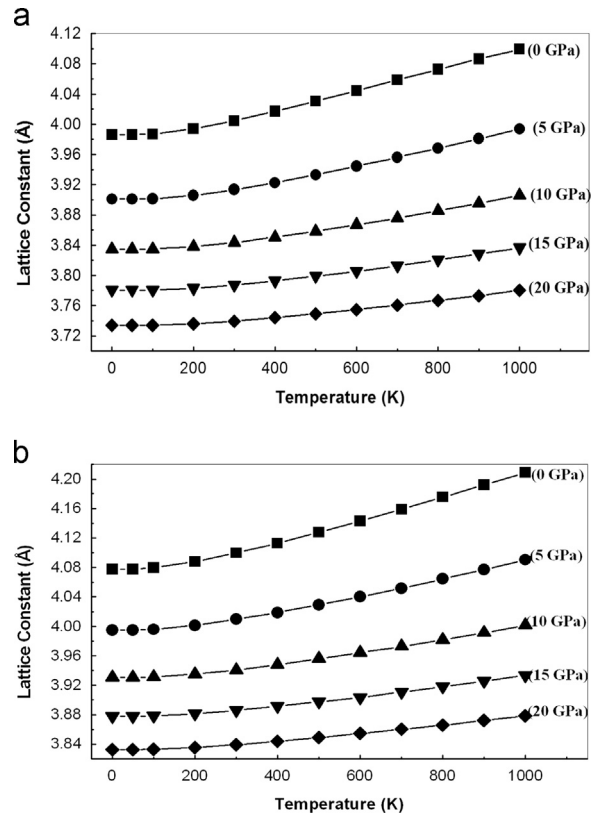 a
4.12
(0 GPa)
4.08
4.04
4.00
(5 GPa)
3.96
3.92
(10 GPa)
3.88
3.84
(15 GPa)
3.80
(20 GPa)
3.76
3.72
Lattice Constant (Å)
0 200 400 600 800 1000
Temperature (K)
b
4.20
(0 GPa)
4.16
4.12
(5 GPa)
4.08
4.04
4.00
(10 GPa)
3.96
(15 GPa)
3.92
3.88
(20 GPa)
3.84
Lattice Constant (Å)
0 200 400 600 800 1000
Temperature (K)